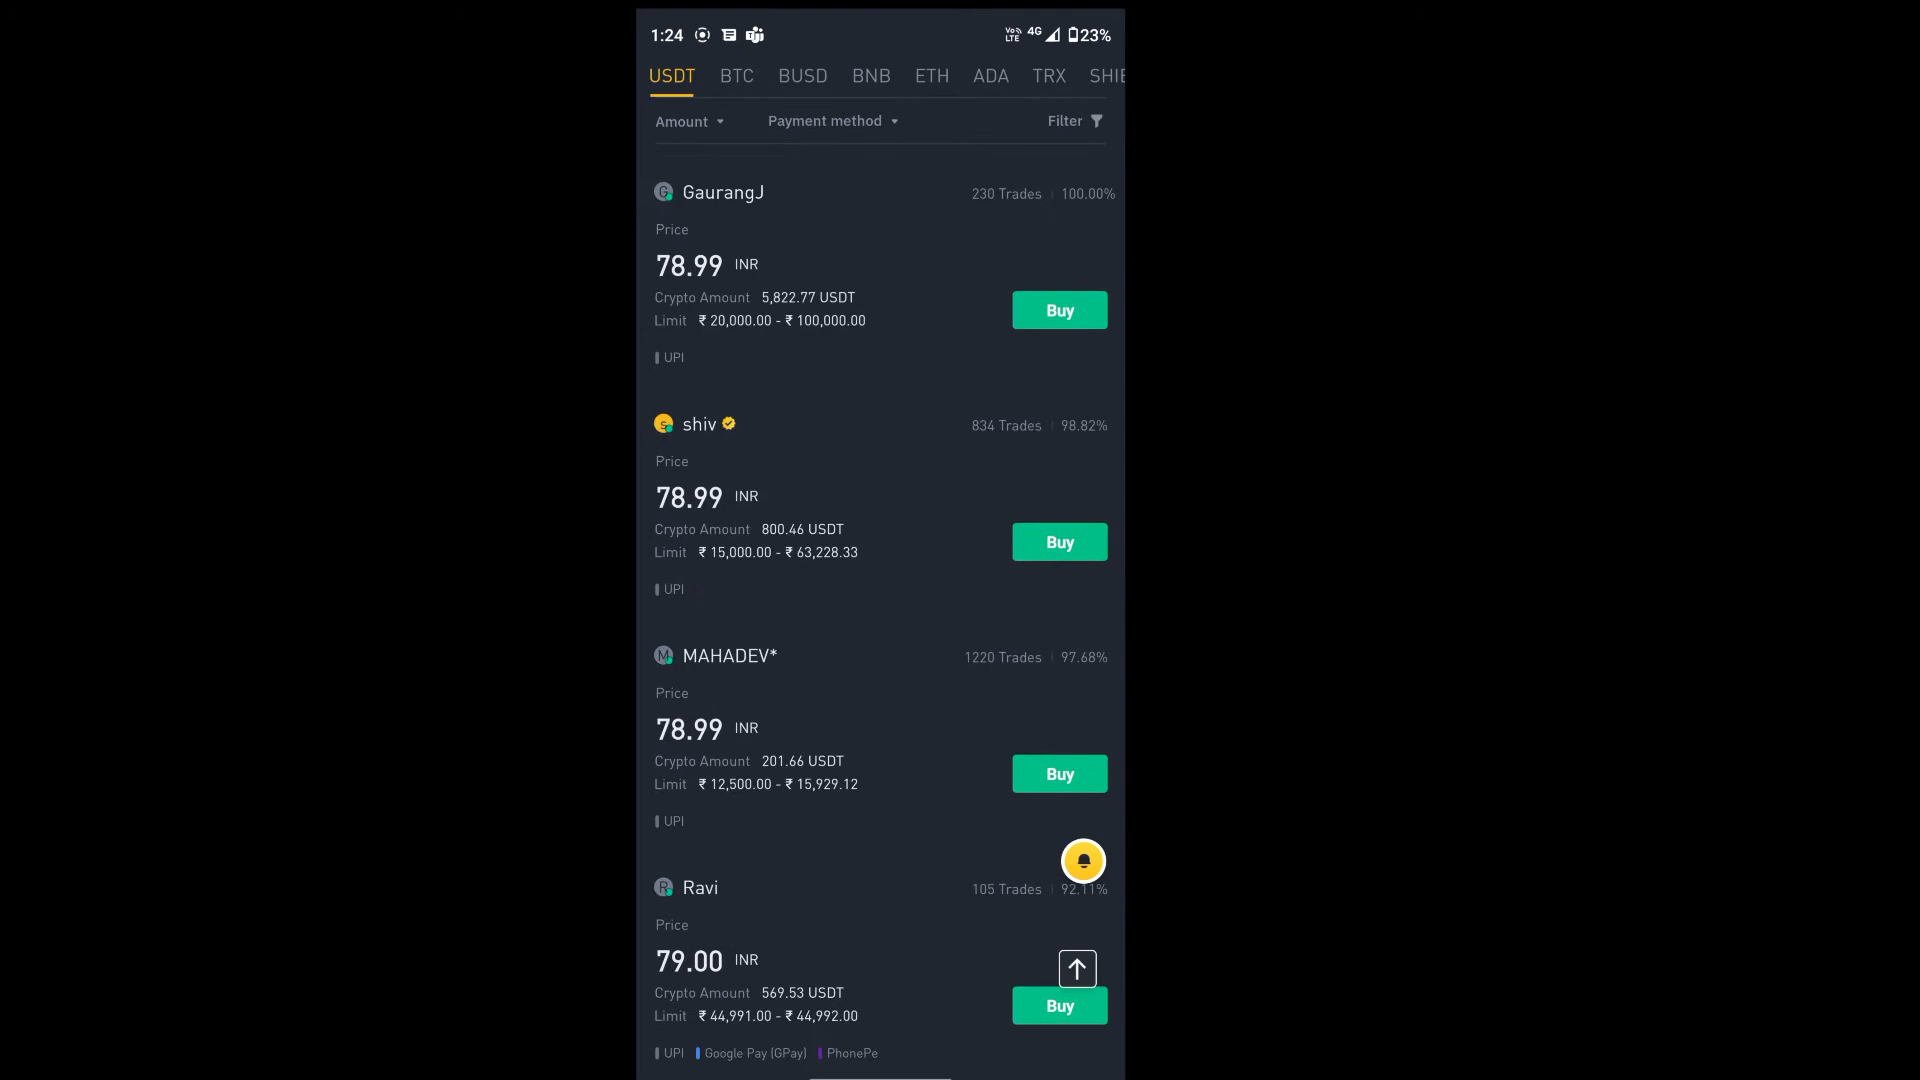 1:24 Vo)) LTE 4G 23%
USDT BTC BUSD BNB ETH ADA TRX SHIB
Amount Payment method Filter
GaurangJ 230 Trades 100.00%
Price
78.99 INR
Crypto Amount 5,822.77 USDT
Limit ₹ 20,000.00 - ₹ 100,000.00
Buy
UPI
shiv 834 Trades 98.82%
Price
78.99 INR
Crypto Amount 800.46 USDT
Limit ₹ 15,000.00 - ₹ 63,228.33
Buy
UPI
MAHADEV* 1220 Trades 97.68%
Price
78.99 INR
Crypto Amount 201.66 USDT
Limit ₹ 12,500.00 - ₹ 15,929.12
Buy
UPI
Ravi 105 Trades 92.11%
Price
79.00 INR
Crypto Amount 569.53 USDT
Limit ₹ 44,991.00 - ₹ 44,992.00
Buy
UPI Google Pay (GPay) PhonePe